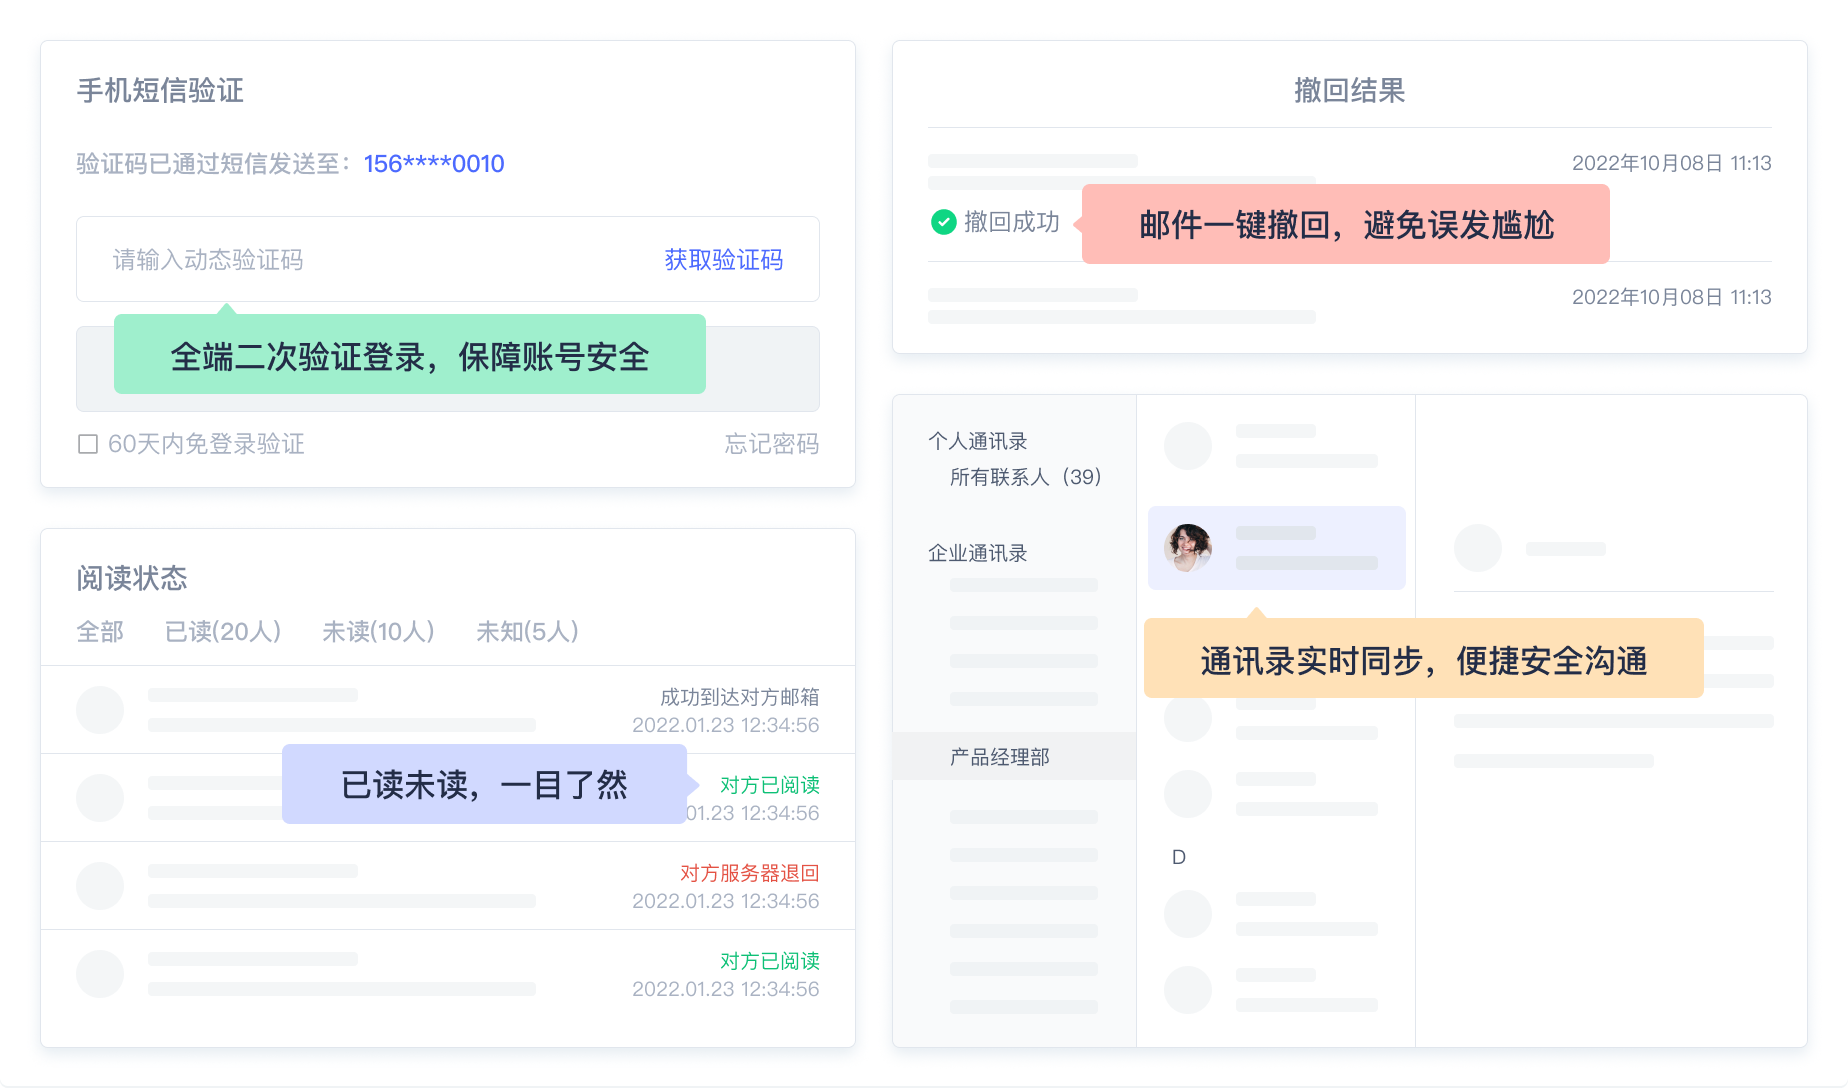 手机短信验证
验证码已通过短信发送至：156****0010
请输入动态验证码 获取验证码
全端二次验证登录，保障账号安全
60天内免登录验证 忘记密码
阅读状态
全部 已读(20人) 未读(10人) 未知(5人)
成功到达对方邮箱
2022.01.23 12:34:56
已读未读，一目了然
对方已阅读
01.23 12:34:56
对方服务器退回
2022.01.23 12:34:56
对方已阅读
2022.01.23 12:34:56
撤回结果
2022年10月08日 11:13
撤回成功
邮件一键撤回，避免误发尴尬
2022年10月08日 11:13
个人通讯录
所有联系人（39）
企业通讯录
通讯录实时同步，便捷安全沟通
产品经理部
D